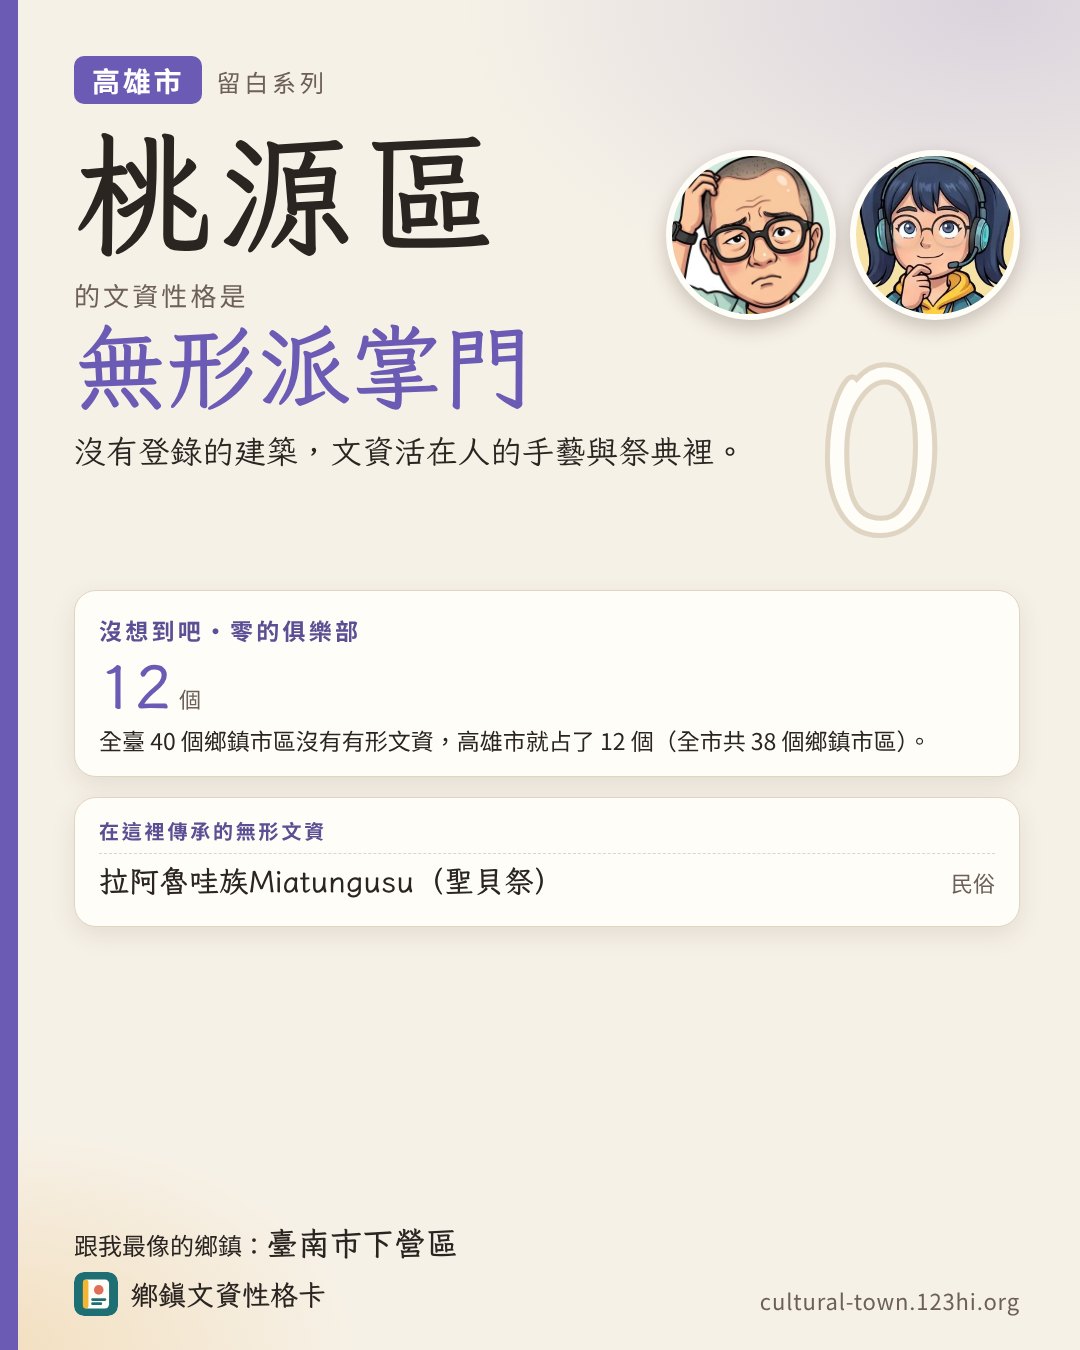 高雄市 留白系列
桃源區
的文資性格是
無形派掌門
沒有登錄的建築，文資活在人的手藝與祭典裡。
0
沒想到吧・零的俱樂部
12 個
全臺 40 個鄉鎮市區沒有有形文資，高雄市就占了 12 個（全市共 38 個鄉鎮市區）。
在這裡傳承的無形文資
拉阿魯哇族Miatungusu（聖貝祭） 民俗
跟我最像的鄉鎮：臺南市下營區
鄉鎮文資性格卡
cultural-town.123hi.org